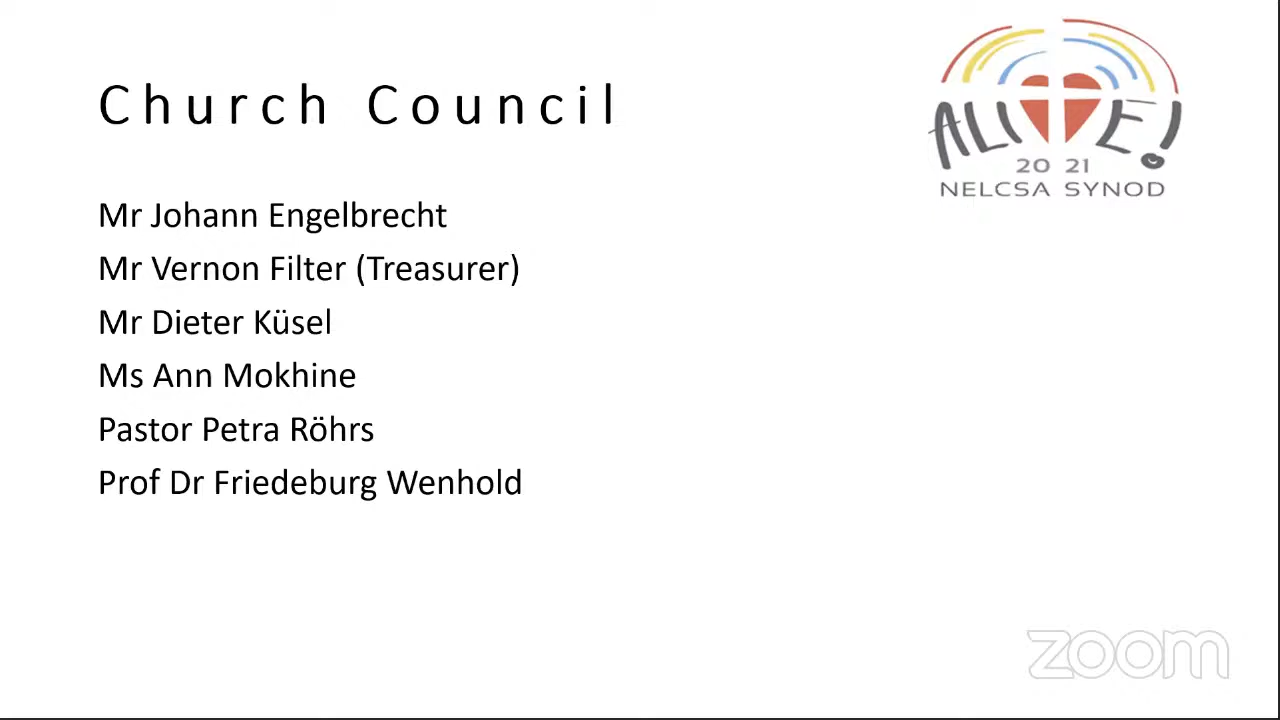 Church Council
ALIVE!
20 21
NELCSA SYNOD
Mr Johann Engelbrecht
Mr Vernon Filter (Treasurer)
Mr Dieter Küsel
Ms Ann Mokhine
Pastor Petra Röhrs
Prof Dr Friedeburg Wenhold
zoom